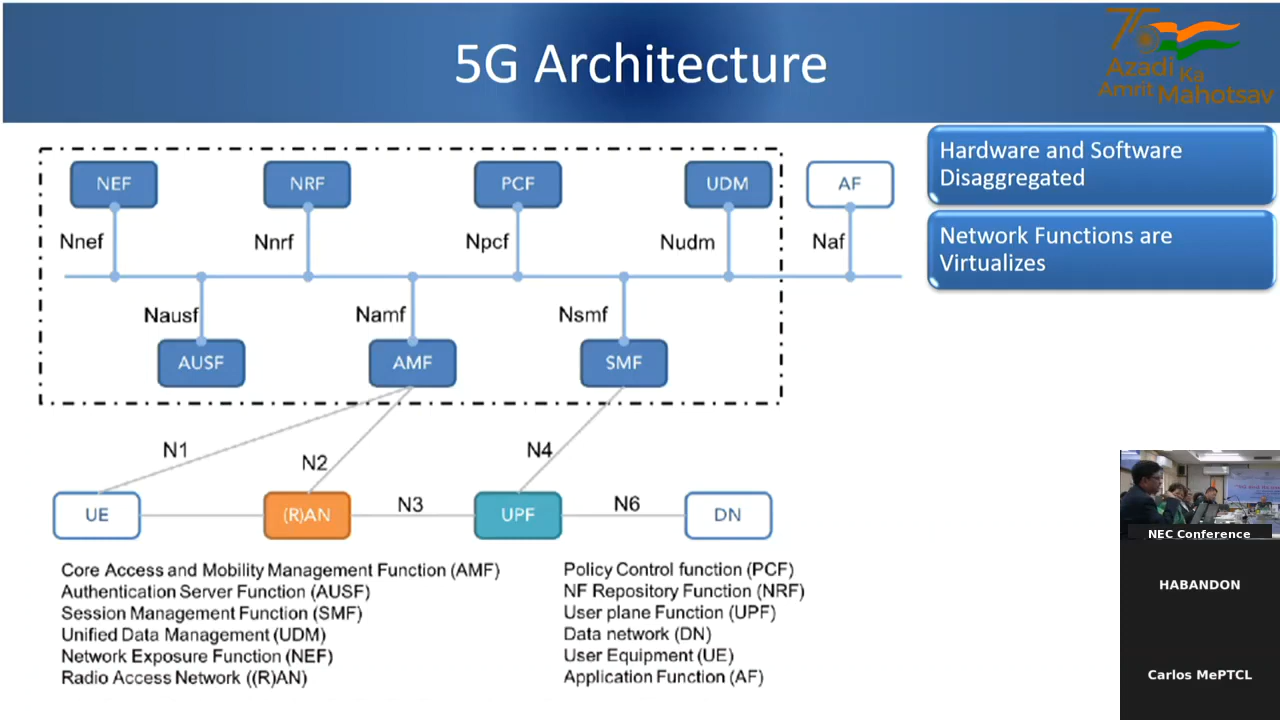 5G Architecture
75
Azadi Ka
Amrit Mahotsav
Hardware and Software
Disaggregated
Network Functions are
Virtualizes
NEF
NRF
PCF
UDM
AF
Nnef
Nnrf
Npcf
Nudm
Naf
Nausf
Namf
Nsmf
AUSF
AMF
SMF
N1
N2
N4
UE
(R)AN
N3
UPF
N6
DN
Core Access and Mobility Management Function (AMF)
Authentication Server Function (AUSF)
Session Management Function (SMF)
Unified Data Management (UDM)
Network Exposure Function (NEF)
Radio Access Network ((R)AN)
Policy Control function (PCF)
NF Repository Function (NRF)
User plane Function (UPF)
Data network (DN)
User Equipment (UE)
Application Function (AF)
NEC Conference
HABANDON
Carlos MePTCL